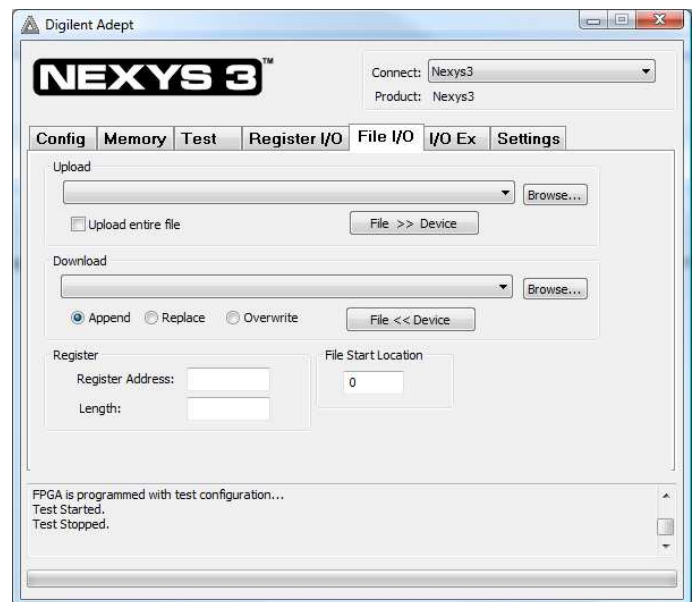 Digilent Adept
NEXYS 3™
Connect: Nexys3
Product: Nexys3
Config Memory Test Register I/O File I/O I/O Ex Settings
Upload
Browse...
Upload entire file File >> Device
Download
Browse...
Append Replace Overwrite File << Device
Register File Start Location
Register Address: 0
Length:
FPGA is programmed with test configuration...
Test Started.
Test Stopped.